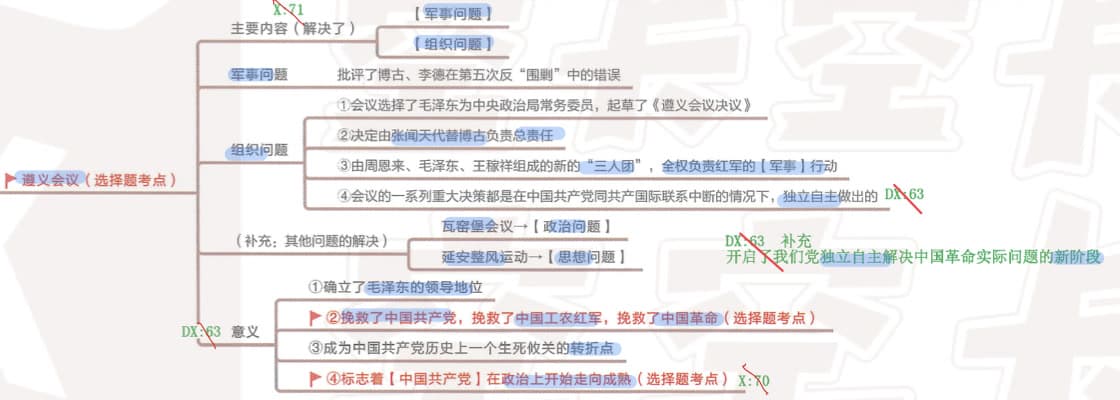 X:71
主要内容（解决了）
【军事问题】
【组织问题】
军事问题
批评了博古、李德在第五次反“围剿”中的错误
组织问题
①会议选择了毛泽东为中央政治局常务委员，起草了《遵义会议决议》
②决定由张闻天代替博古负责总责任
③由周恩来、毛泽东、王稼祥组成的新的“三人团”，全权负责红军的【军事】行动
④会议的一系列重大决策都是在中国共产党同共产国际联系中断的情况下，独立自主做出的
DX:63
遵义会议（选择题考点）
（补充：其他问题的解决）
瓦窑堡会议→【政治问题】
延安整风运动→【思想问题】
DX:63 补充
开启了我们党独立自主解决中国革命实际问题的新阶段
DX:63
意义
①确立了毛泽东的领导地位
②挽救了中国共产党，挽救了中国工农红军，挽救了中国革命（选择题考点）
③成为中国共产党历史上一个生死攸关的转折点
④标志着【中国共产党】在政治上开始走向成熟（选择题考点）
X:70